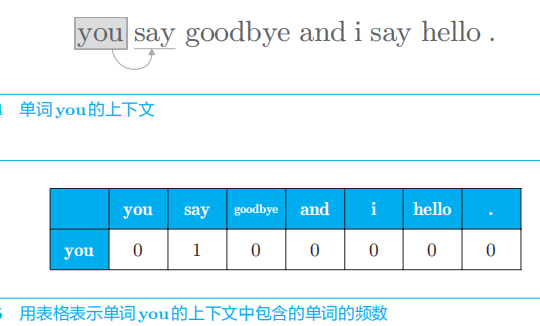 you say goodbye and i say hello .
4 单词 you 的上下文
you say goodbye and i hello .
you 0 1 0 0 0 0 0
5 用表格表示单词 you 的上下文中包含的单词的频数